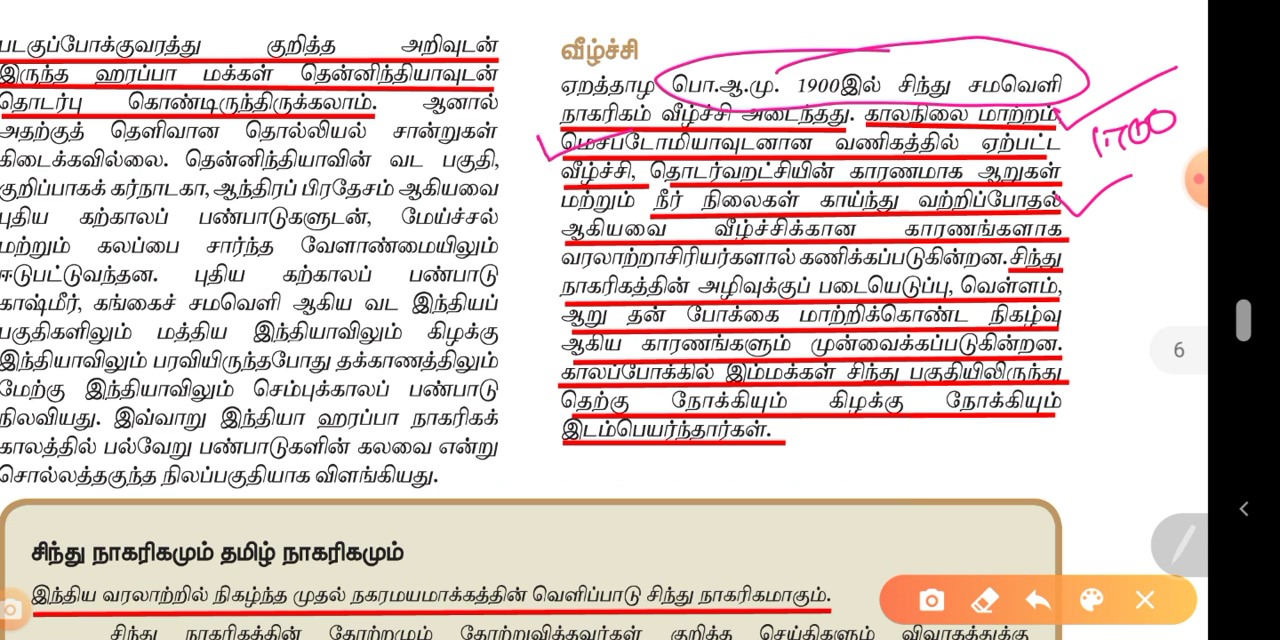 படகுப்போக்குவரத்து குறித்த அறிவுடன்
இருந்த ஹரப்பா மக்கள் தென்னிந்தியாவுடன்
தொடர்பு கொண்டிருந்திருக்கலாம். ஆனால்
அதற்குத் தெளிவான தொல்லியல் சான்றுகள்
கிடைக்கவில்லை. தென்னிந்தியாவின் வட பகுதி,
குறிப்பாகக் கர்நாடகா, ஆந்திரப் பிரதேசம் ஆகியவை
புதிய கற்காலப் பண்பாடுகளுடன், மேய்ச்சல்
மற்றும் கலப்பை சார்ந்த வேளாண்மையிலும்
ஈடுபட்டுவந்தன. புதிய கற்காலப் பண்பாடு
காஷ்மீர், கங்கைச் சமவெளி ஆகிய வட இந்தியப்
பகுதிகளிலும் மத்திய இந்தியாவிலும் கிழக்கு
இந்தியாவிலும் பரவியிருந்தபோது தக்காணத்திலும்
மேற்கு இந்தியாவிலும் செம்புக்காலப் பண்பாடு
நிலவியது. இவ்வாறு இந்தியா ஹரப்பா நாகரிகக்
காலத்தில் பல்வேறு பண்பாடுகளின் கலவை என்று
சொல்லத்தகுந்த நிலப்பகுதியாக விளங்கியது.
வீழ்ச்சி
ஏறத்தாழ பொ.ஆ.மு. 1900இல் சிந்து சமவெளி
நாகரிகம் வீழ்ச்சி அடைந்தது. காலநிலை மாற்றம்
மெசபடோமியாவுடனான வணிகத்தில் ஏற்பட்ட
வீழ்ச்சி, தொடர்வறட்சியின் காரணமாக ஆறுகள்
மற்றும் நீர் நிலைகள் காய்ந்து வற்றிப்போதல்
ஆகியவை வீழ்ச்சிக்கான காரணங்களாக
வரலாற்றாசிரியர்களால் கணிக்கப்படுகின்றன. சிந்து
நாகரிகத்தின் அழிவுக்குப் படையெடுப்பு, வெள்ளம்,
ஆறு தன் போக்கை மாற்றிக்கொண்ட நிகழ்வு
ஆகிய காரணங்களும் முன்வைக்கப்படுகின்றன.
காலப்போக்கில் இம்மக்கள் சிந்து பகுதியிலிருந்து
தெற்கு நோக்கியும் கிழக்கு நோக்கியும்
இடம்பெயர்ந்தார்கள்.
6
சிந்து நாகரிகமும் தமிழ் நாகரிகமும்
இந்திய வரலாற்றில் நிகழ்ந்த முதல் நகரமயமாக்கத்தின் வெளிப்பாடு சிந்து நாகரிகமாகும்.
சிந்து நாகரிகத்தின் தோற்றமும் தோற்றுவித்தவர்கள் குறித்த செய்திகளும் விவாதத்துக்கு